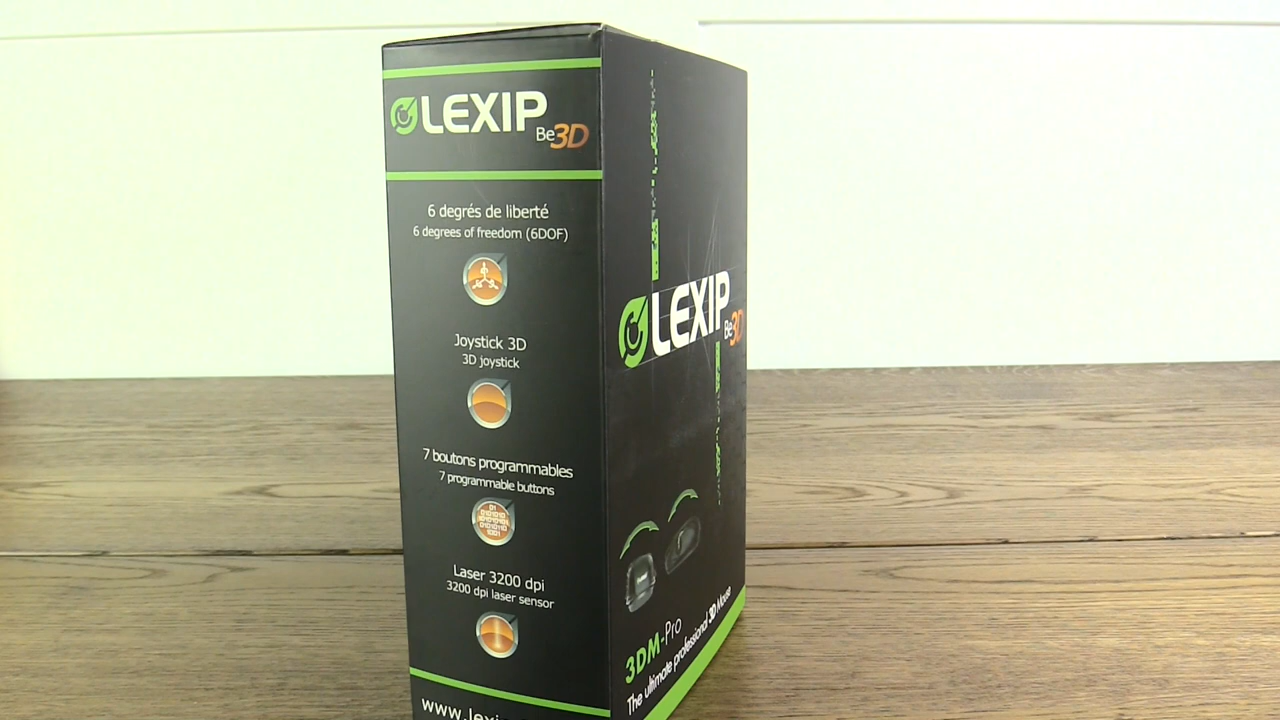 LEXIP
Be3D
6 degrés de liberté
6 degrees of freedom (6DOF)
Joystick 3D
3D joystick
7 boutons programmables
7 programmable buttons
Laser 3200 dpi
3200 dpi laser sensor
LEXIP
Be3D
3DM-Pro
The ultimate professional 3D Mouse